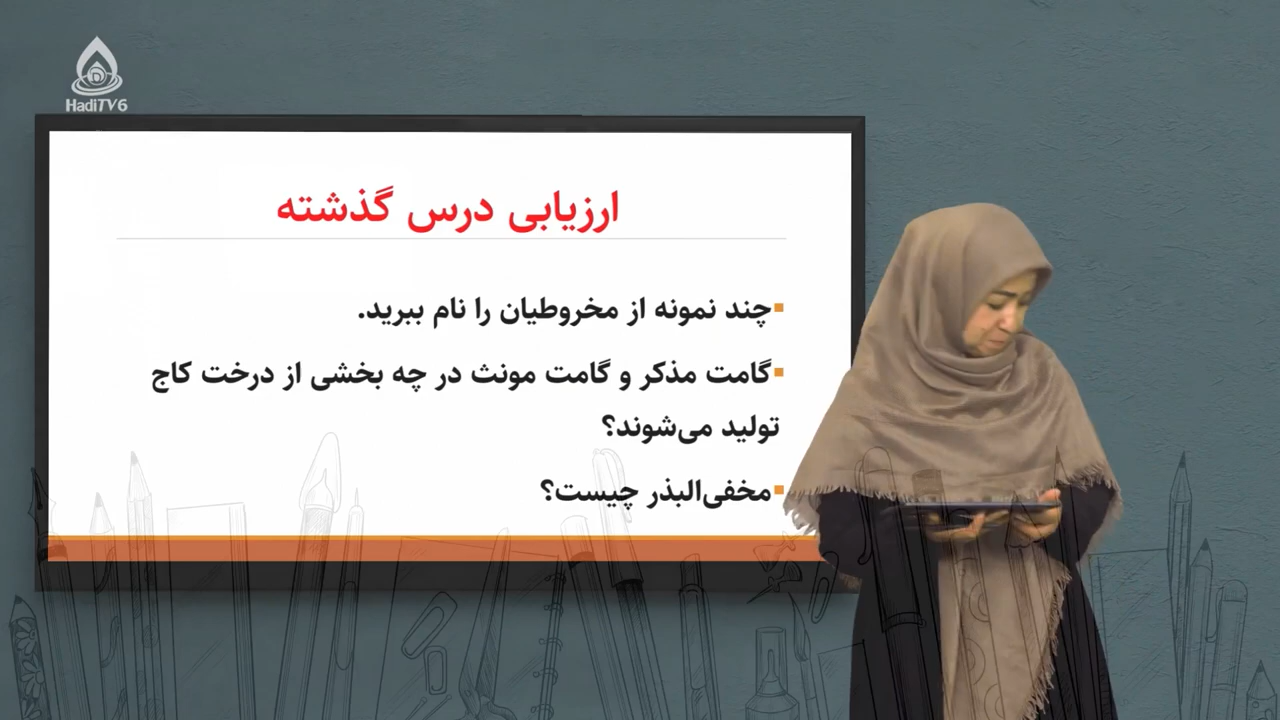 HadiTV6
ارزیابی درس گذشته
چند نمونه از مخروطیان را نام ببرید.
گامت مذکر و گامت مونث در چه بخشی از درخت کاج
تولید می‌شوند؟
مخفی‌البذر چیست؟